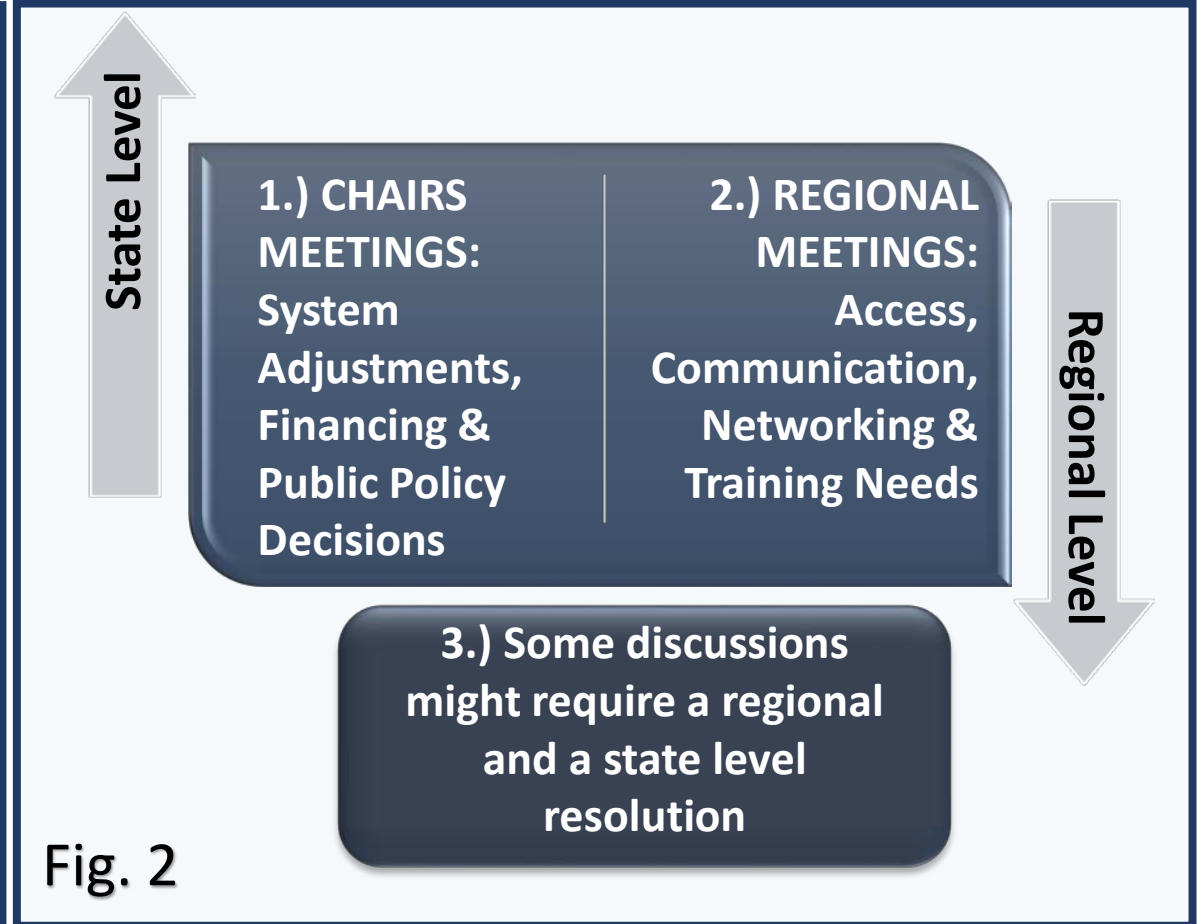 State Level
1.) CHAIRS
MEETINGS:
System
Adjustments,
Financing &
Public Policy
Decisions
2.) REGIONAL
MEETINGS:
Access,
Communication,
Networking &
Training Needs
Regional Level
3.) Some discussions
might require a regional
and a state level
resolution
Fig. 2